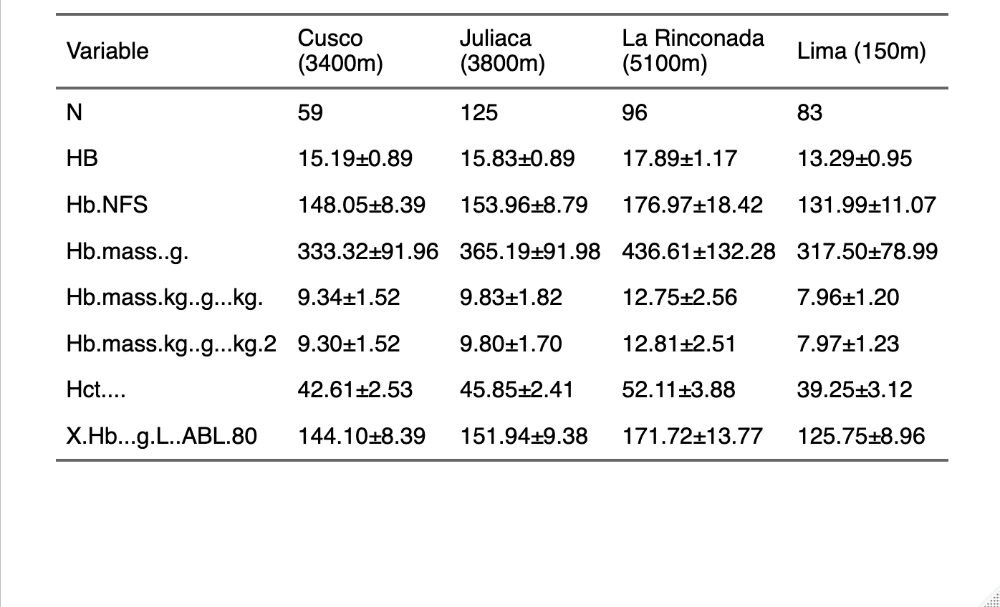 Variable Cusco (3400m) Juliaca (3800m) La Rinconada (5100m) Lima (150m)
N 59 125 96 83
HB 15.19±0.89 15.83±0.89 17.89±1.17 13.29±0.95
Hb.NFS 148.05±8.39 153.96±8.79 176.97±18.42 131.99±11.07
Hb.mass..g. 333.32±91.96 365.19±91.98 436.61±132.28 317.50±78.99
Hb.mass.kg..g...kg. 9.34±1.52 9.83±1.82 12.75±2.56 7.96±1.20
Hb.mass.kg..g...kg.2 9.30±1.52 9.80±1.70 12.81±2.51 7.97±1.23
Hct.... 42.61±2.53 45.85±2.41 52.11±3.88 39.25±3.12
X.Hb...g.L..ABL.80 144.10±8.39 151.94±9.38 171.72±13.77 125.75±8.96